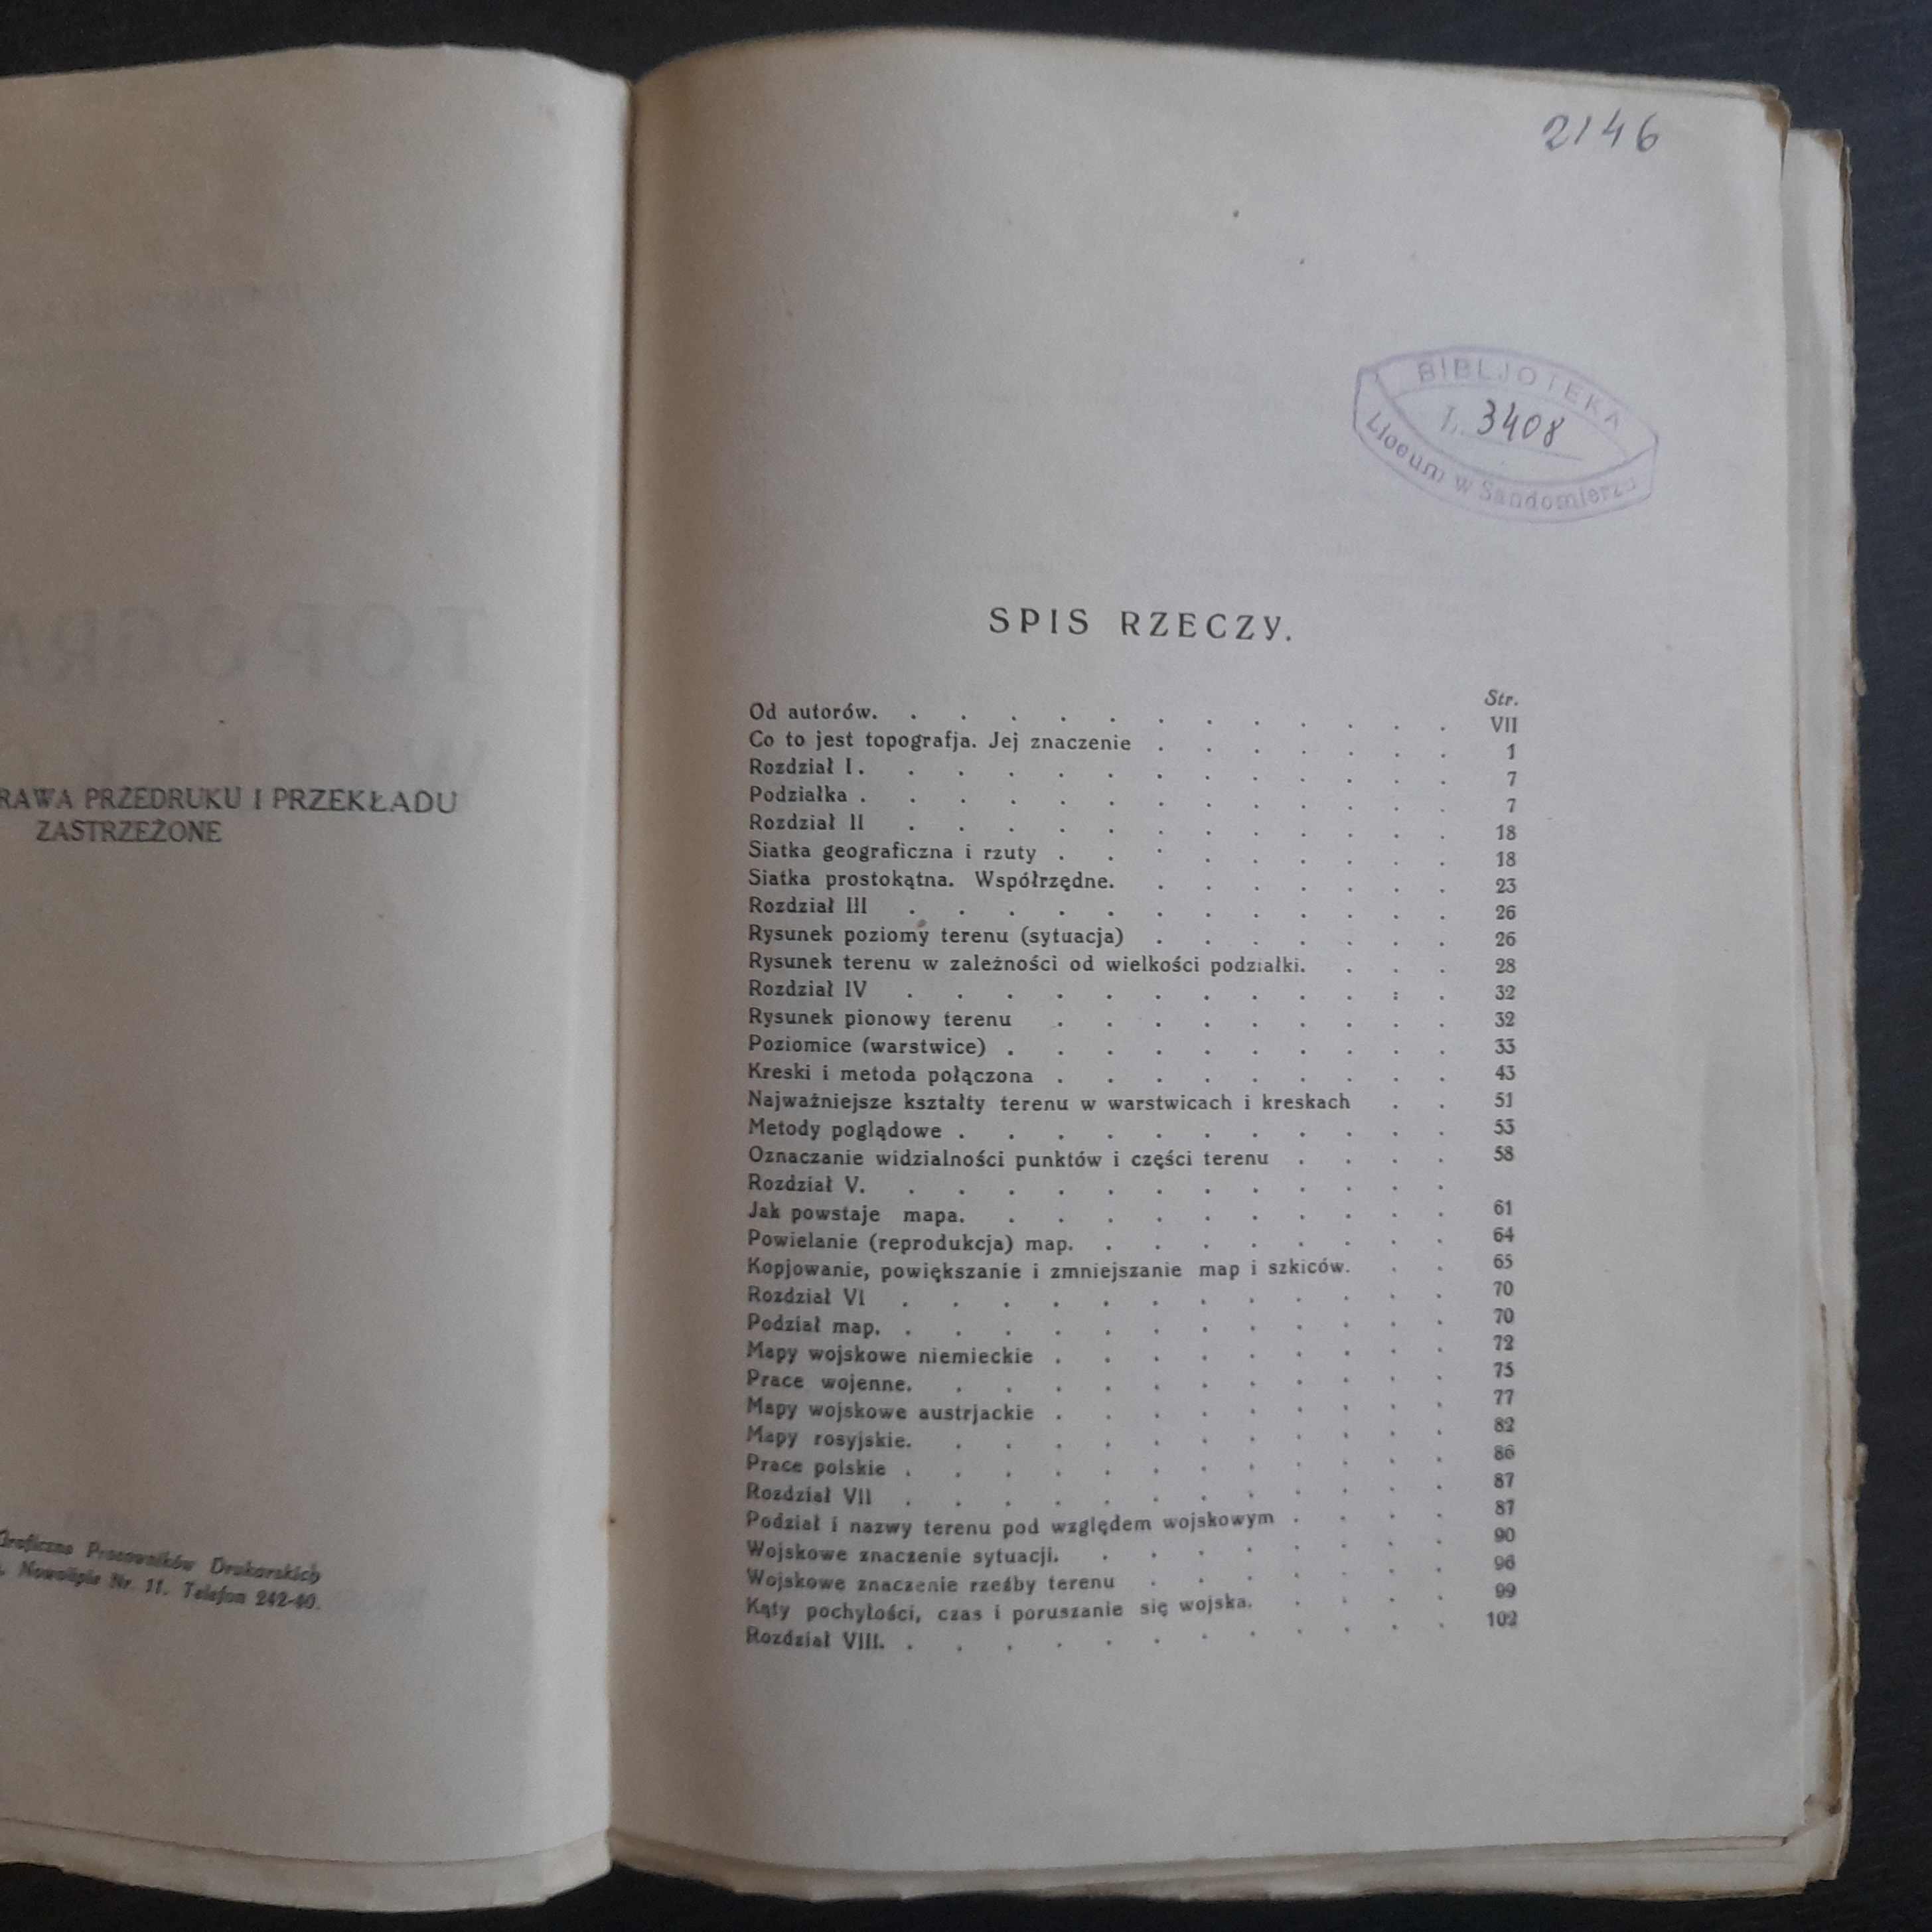 RAWA PRZEDRUKU I PRZEKŁADU
ZASTRZEŻONE
Graficzne Pracowników Drukarskich
Nowolipie Nr. 11. Telefon 242-40.
2146
BIBLJOTEKA
L. 3408
Liceum w Sandomierzu
SPIS RZECZY.
Str.
Od autorów. . . . . . . . . . . . . VII
Co to jest topografja. Jej znaczenie . . . . . . . 1
Rozdział I. . . . . . . . . . . . . 7
Podziałka . . . . . . . . . . . . . 7
Rozdział II . . . . . . . . . . . . 18
Siatka geograficzna i rzuty . . . . . . . . . 18
Siatka prostokątna. Współrzędne. . . . . . . . 23
Rozdział III . . . . . . . . . . . . 26
Rysunek poziomy terenu (sytuacja) . . . . . . . 26
Rysunek terenu w zależności od wielkości podziałki. . . . 28
Rozdział IV . . . . . . . . . . : . 32
Rysunek pionowy terenu . . . . . . . . . 32
Poziomice (warstwice) . . . . . . . . . . 33
Kreski i metoda połączona . . . . . . . . . 43
Najważniejsze kształty terenu w warstwicach i kreskach . . 51
Metody poglądowe . . . . . . . . . . . 53
Oznaczanie widzialności punktów i części terenu . . . . 58
Rozdział V. . . . . . . . . . . . .
Jak powstaje mapa. . . . . . . . . . . 61
Powielanie (reprodukcja) map. . . . . . . . . 64
Kopjowanie, powiększanie i zmniejszanie map i szkiców. . . 65
Rozdział VI . . . . . . . . . . . . 70
Podział map. . . . . . . . . . . . . 70
Mapy wojskowe niemieckie . . . . . . . . . 72
Prace wojenne. . . . . . . . . . . . 75
Mapy wojskowe austrjackie . . . . . . . . . 77
Mapy rosyjskie. . . . . . . . . . . . 82
Prace polskie . . . . . . . . . . . . 86
Rozdział VII . . . . . . . . . . . . 87
Podział i nazwy terenu pod względem wojskowym . . . . 87
Wojskowe znaczenie sytuacji. . . . . . . . . 90
Wojskowe znaczenie rzeźby terenu . . . . . . . 96
Kąty pochyłości, czas i poruszanie się wojska. . . . . 99
Rozdział VIII. . . . . . . . . . . . . 102